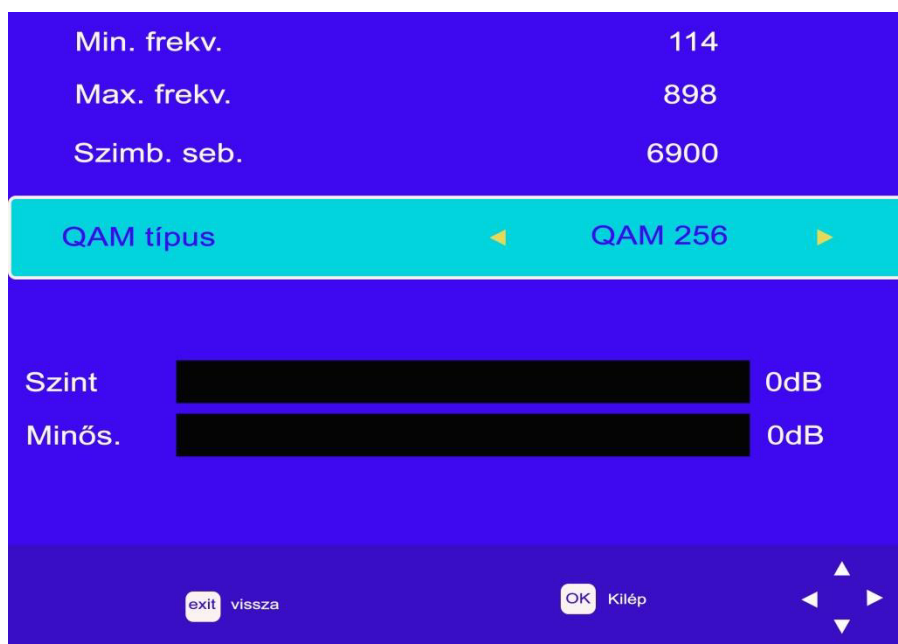 Min. frekv. 114
Max. frekv. 898
Szimb. seb. 6900
QAM típus QAM 256
Szint 0dB
Minős. 0dB
exit vissza OK Kilép